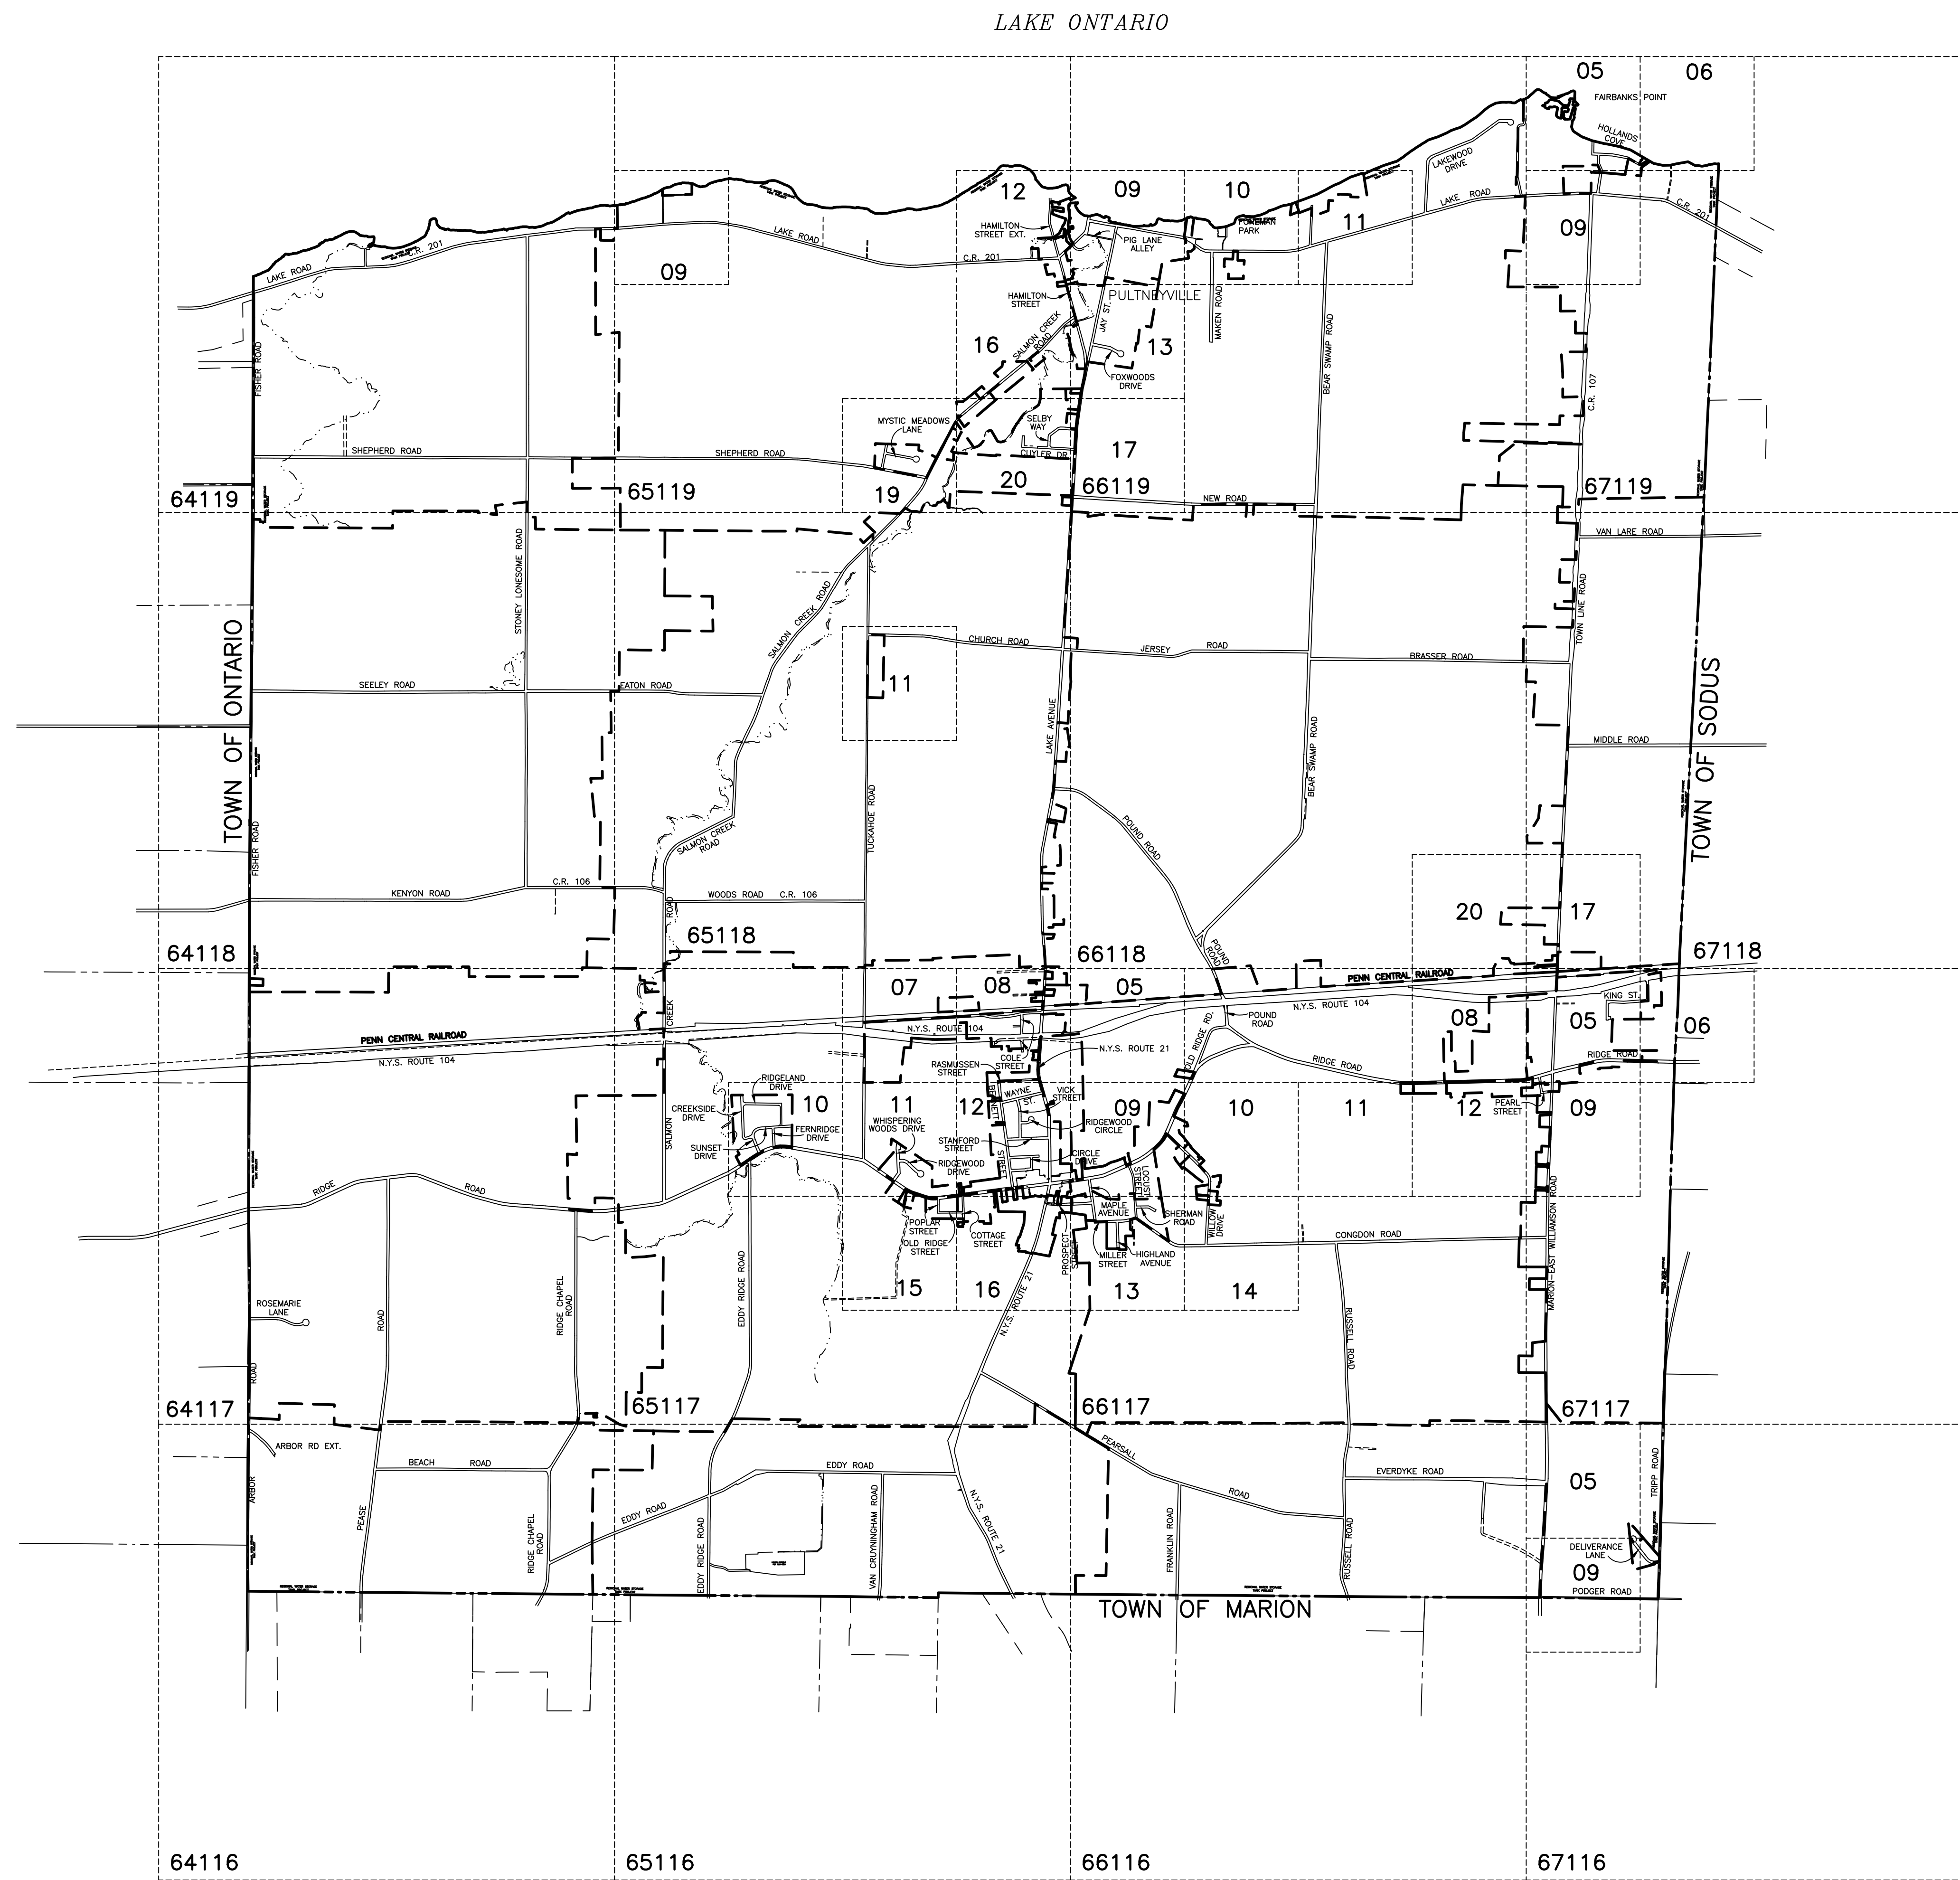 LAKE ONTARIO
05
06
FAIRBANKS POINT
HOLLANDS
COVE
LAKEWOOD
DRIVE
12
09
10
11
LAKE ROAD
C.R. 201
09
PARK
HAMILTON
STREET EXT.
PIG LANE
ALLEY
LAKE ROAD
C.R. 201
LAKE ROAD
C.R. 201
09
HAMILTON
STREET
PULTNEYVILLE
JAY ST.
MAKEN ROAD
BEAR SWAMP ROAD
SALMON CREEK
ROAD
16
13
FISHER ROAD
FOXWOODS
DRIVE
C.R. 107
MYSTIC MEADOWS
LANE
SELBY
WAY
CUYLER DR.
17
SHEPHERD ROAD
SHEPHERD ROAD
64119
65119
19
20
66119
NEW ROAD
67119
VAN LARE ROAD
STONEY LONESOME ROAD
SALMON CREEK ROAD
TOWN LINE ROAD
TOWN OF ONTARIO
CHURCH ROAD
JERSEY ROAD
BRASSER ROAD
TOWN OF SODUS
SEELEY ROAD
EATON ROAD
11
LAKE AVENUE
BEAR SWAMP ROAD
MIDDLE ROAD
FISHER ROAD
SALMON CREEK
ROAD
TUCKAHOE ROAD
POUND ROAD
KENYON ROAD
C.R. 106
WOODS ROAD C.R. 106
20
17
64118
65118
66118
POUND
ROAD
67118
ROAD
CREEK
SALMON
07
08
05
PENN CENTRAL RAILROAD
N.Y.S. ROUTE 104
KING ST.
PENN CENTRAL RAILROAD
N.Y.S. ROUTE 104
N.Y.S. ROUTE 104
OLD RIDGE RD.
POUND
ROAD
08
05
06
COLE
STREET
N.Y.S. ROUTE 21
RIDGE ROAD
RIDGE ROAD
RASMUSSEN
STREET
RIDGELAND
DRIVE
BENNETT
STREET
WAYNE
ST.
VICK
STREET
CREEKSIDE
DRIVE
10
11
12
09
10
11
12
PEARL
STREET
09
SUNSET
DRIVE
FERNRIDGE
DRIVE
WHISPERING
WOODS DRIVE
RIDGEWOOD
CIRCLE
STANFORD
STREET
CIRCLE
DRIVE
RIDGEWOOD
DRIVE
LOCUST
STREET
RIDGE ROAD
POPLAR
STREET
OLD RIDGE
STREET
COTTAGE
STREET
MAPLE
AVENUE
SHERMAN
ROAD
WILLOW
DRIVE
PROSPECT
MILLER
STREET
HIGHLAND
AVENUE
CONGDON ROAD
MARION-EAST WILLIAMSON ROAD
15
16
13
14
ROSEMARIE
LANE
ROAD
RIDGE CHAPEL
ROAD
EDDY RIDGE ROAD
N.Y.S. ROUTE 21
RUSSELL ROAD
ROAD
64117
65117
66117
67117
ARBOR RD EXT.
BEACH ROAD
EDDY ROAD
PEARSALL
ROAD
EVERDYKE ROAD
05
TRIPP ROAD
ARBOR
PEASE
RIDGE CHAPEL
ROAD
EDDY ROAD
EDDY RIDGE ROAD
VAN CRUYNINGHAM ROAD
N.Y.S. ROUTE 21
FRANKLIN ROAD
RUSSELL ROAD
DELIVERANCE
LANE
09
PODGER ROAD
TOWN OF MARION
64116
65116
66116
67116